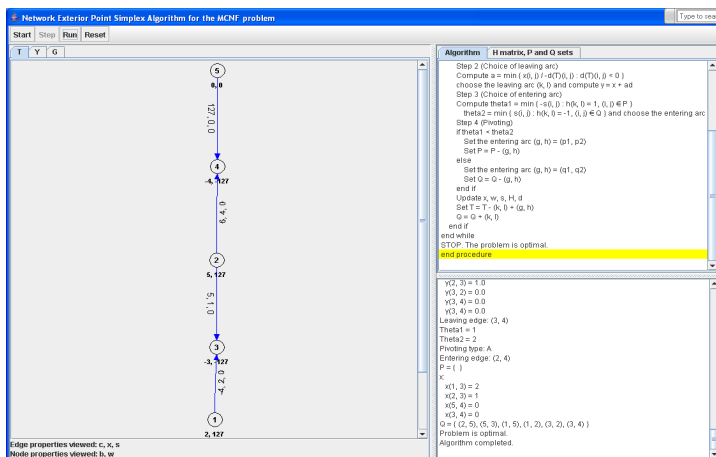 Network Exterior Point Simplex Algorithm for the MCNF problem
Type to sea
Start Step Run Reset
T Y G
5
0, 0
127, 0, 0
4
-4, -127
6, 4, 0
2
5, 127
5, 1, 0
3
-3, -127
-4, 2, 0
1
2, 127
Edge properties viewed: c, x, s
Node properties viewed: b, w
Algorithm H matrix, P and Q sets
Step 2 (Choice of leaving arc)
Compute a = min { x(i, j) / -d(T)(i, j) : d(T)(i, j) < 0 }
choose the leaving arc (k, l) and compute y = x + ad
Step 3 (Choice of entering arc)
Compute theta1 = min { -s(i, j) : h(k, l) = 1, (i, j) ∈ P }
theta2 = min { s(i, j) : h(k, l) = -1, (i, j) ∈ Q } and choose the entering arc
Step 4 (Pivoting)
if theta1 < theta2
Set the entering arc (g, h) = (p1, p2)
Set P = P - (g, h)
else
Set the entering arc (g, h) = (q1, q2)
Set Q = Q - (g, h)
end if
Update x, w, s, H, d
Set T = T - (k, l) + (g, h)
Q = Q + (k, l)
end if
end while
STOP. The problem is optimal.
end procedure
y(2, 3) = 1.0
y(3, 2) = 0.0
y(3, 4) = 0.0
y(3, 4) = 0.0
Leaving edge: (3, 4)
Theta1 = 1
Theta2 = 2
Pivoting type: A
Entering edge: (2, 4)
P = { }
x:
x(1, 3) = 2
x(2, 3) = 1
x(5, 4) = 0
x(3, 4) = 0
Q = { (2, 5), (5, 3), (1, 5), (1, 2), (3, 2), (3, 4) }
Problem is optimal.
Algorithm completed.